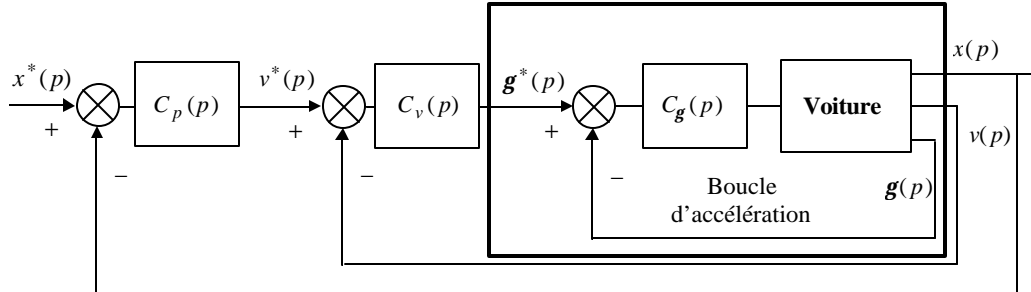 x*(p)
+
−
C_p(p)
v*(p)
+
−
C_v(p)
g*(p)
+
−
C_g(p)
Voiture
x(p)
v(p)
g(p)
Boucle
d'accélération